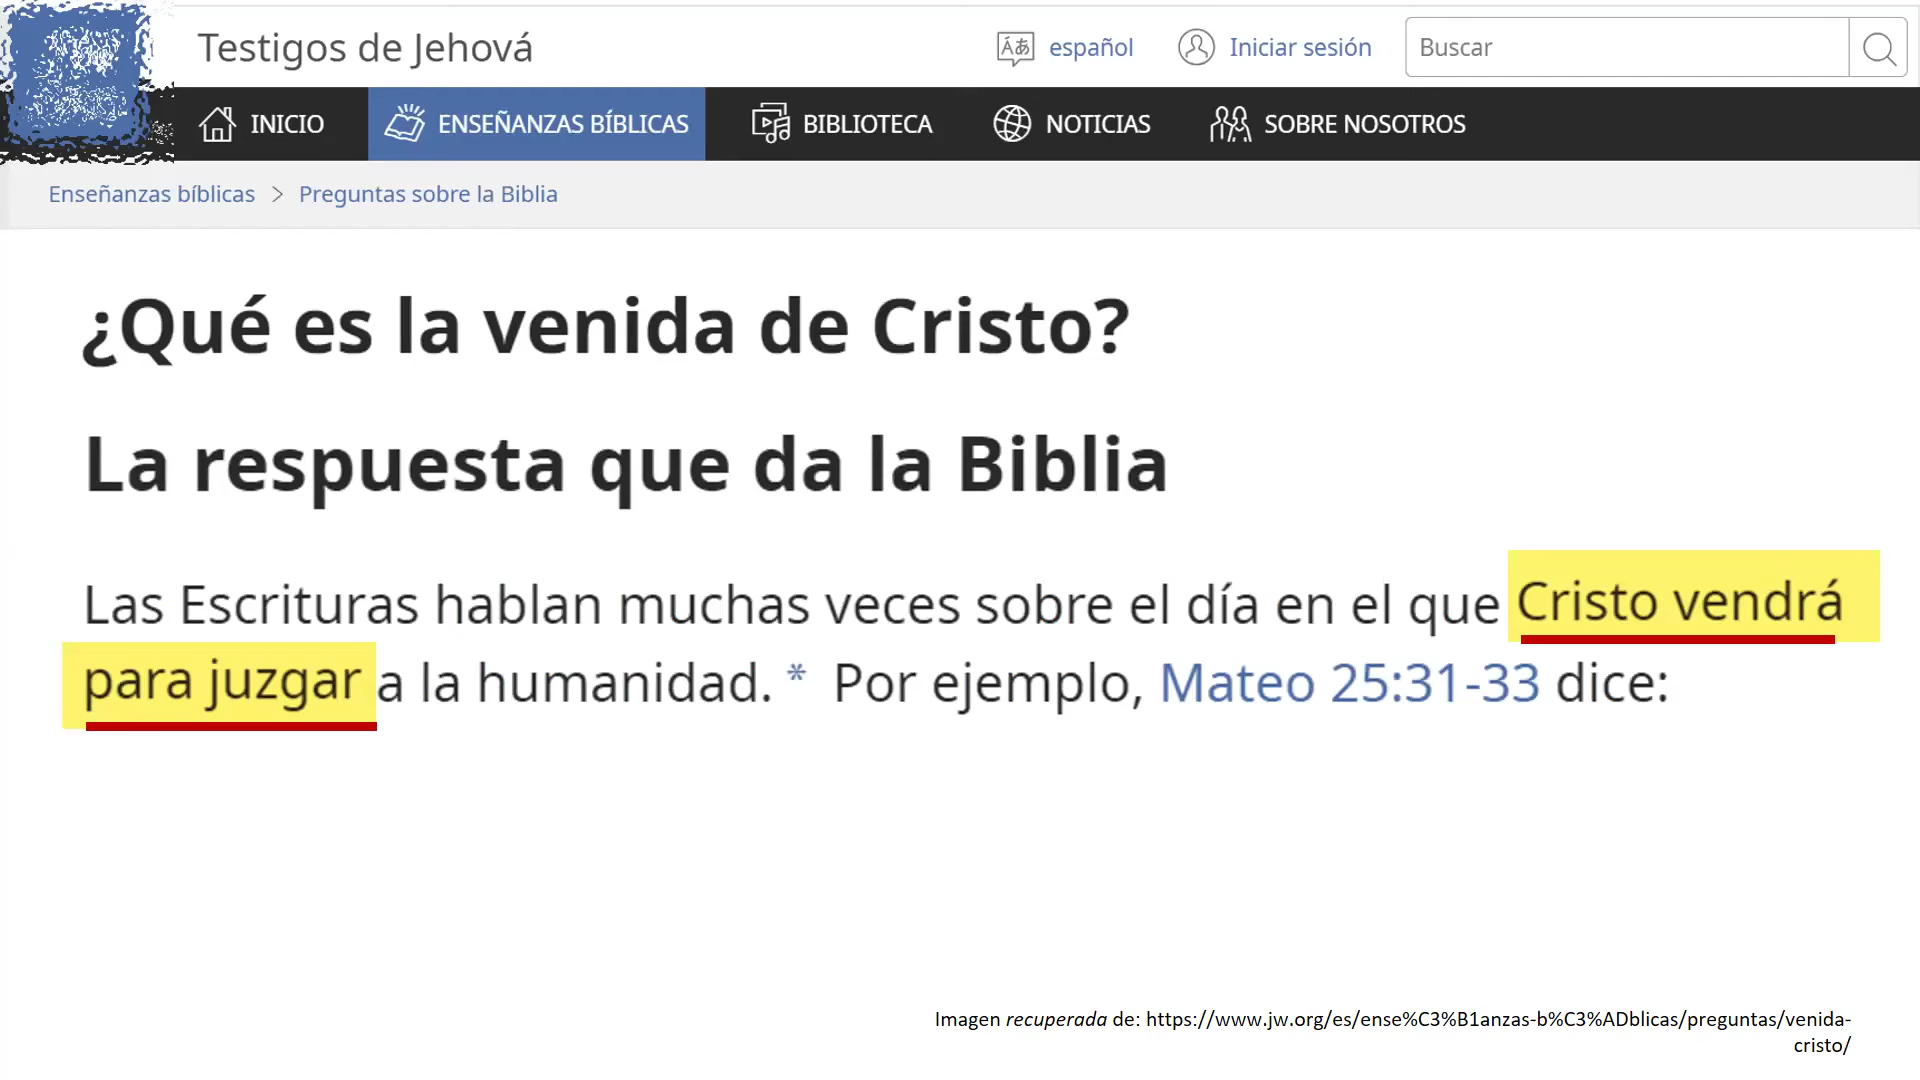 Testigos de Jehová
español
Iniciar sesión
Buscar
INICIO
ENSEÑANZAS BÍBLICAS
BIBLIOTECA
NOTICIAS
SOBRE NOSOTROS
Enseñanzas bíblicas > Preguntas sobre la Biblia
¿Qué es la venida de Cristo?
La respuesta que da la Biblia
Las Escrituras hablan muchas veces sobre el día en el que Cristo vendrá
para juzgar a la humanidad. * Por ejemplo, Mateo 25:31-33 dice:
Imagen recuperada de: https://www.jw.org/es/ense%C3%B1anzas-b%C3%ADblicas/preguntas/venida-
cristo/